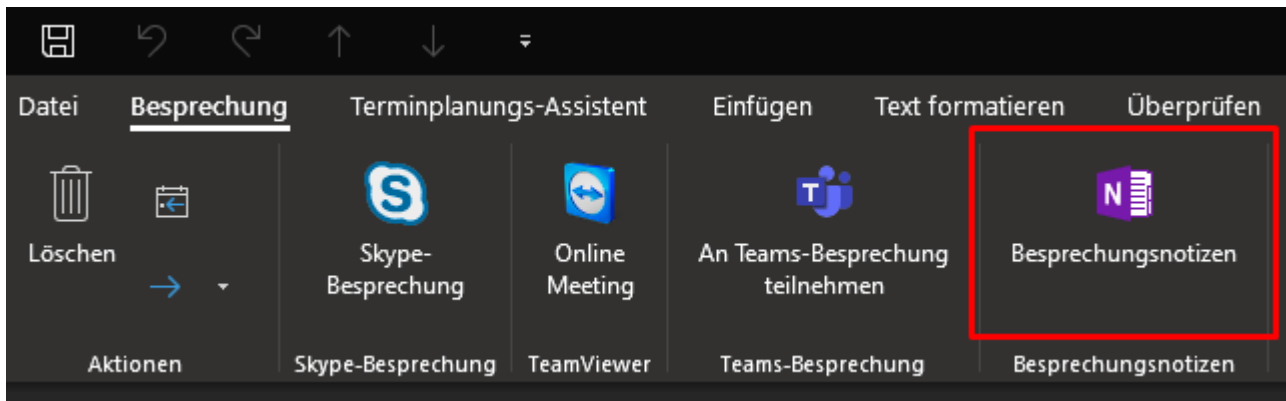 Datei Besprechung Terminplanungs-Assistent Einfügen Text formatieren Überprüfen
Löschen
Skype-
Besprechung
Online
Meeting
An Teams-Besprechung
teilnehmen
Besprechungsnotizen
Aktionen Skype-Besprechung TeamViewer Teams-Besprechung Besprechungsnotizen